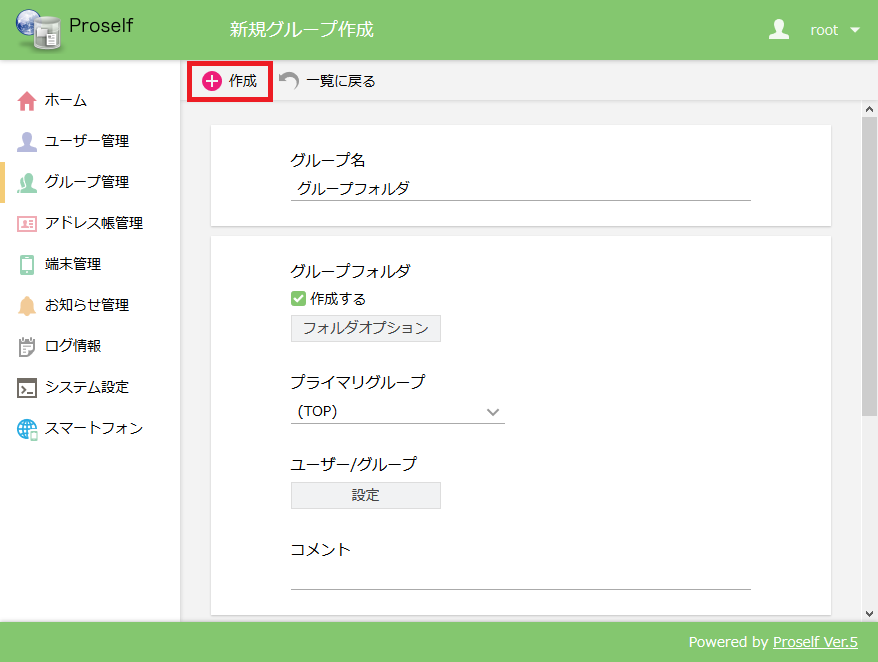 Proself
新規グループ作成
root
作成
一覧に戻る
ホーム
ユーザー管理
グループ管理
アドレス帳管理
端末管理
お知らせ管理
ログ情報
システム設定
スマートフォン
グループ名
グループフォルダ
グループフォルダ
作成する
フォルダオプション
プライマリグループ
(TOP)
ユーザー/グループ
設定
コメント
Powered by Proself Ver.5